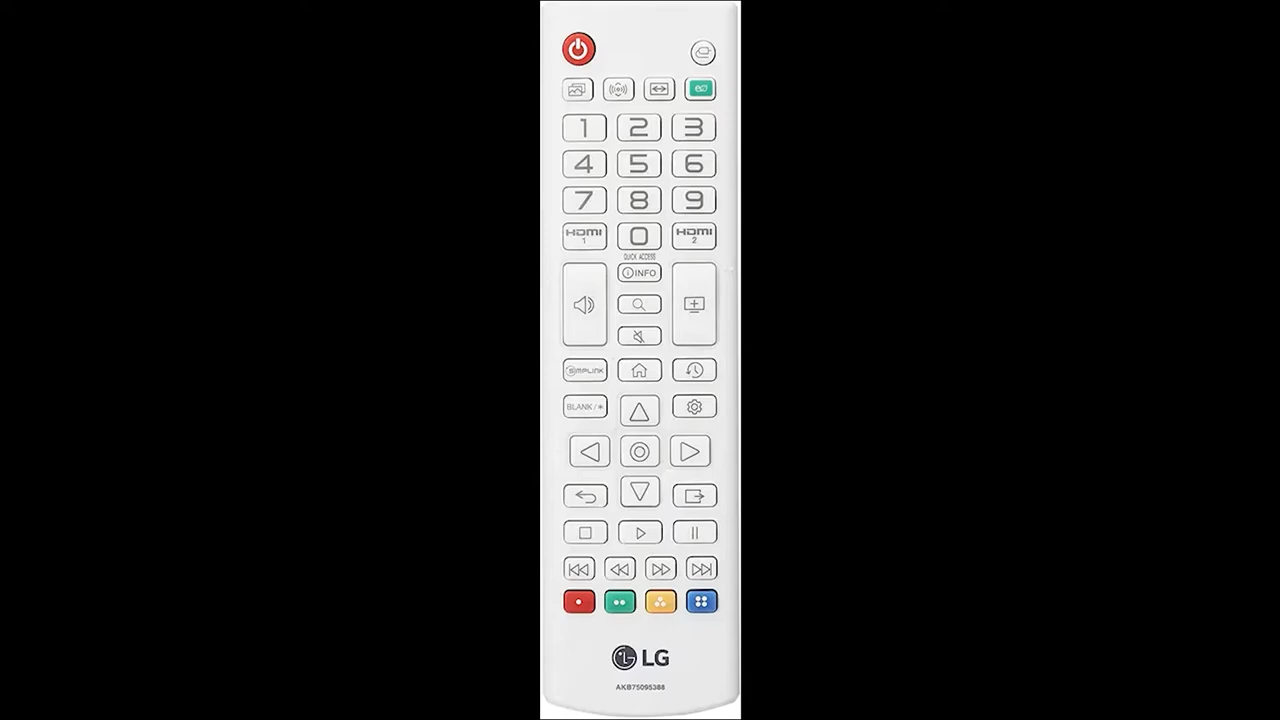 1 2 3
4 5 6
7 8 9
HDMI 1 0 HDMI 2
QUICK ACCESS
INFO
SIMPLINK
BLANK / *
LG
AKB75095388